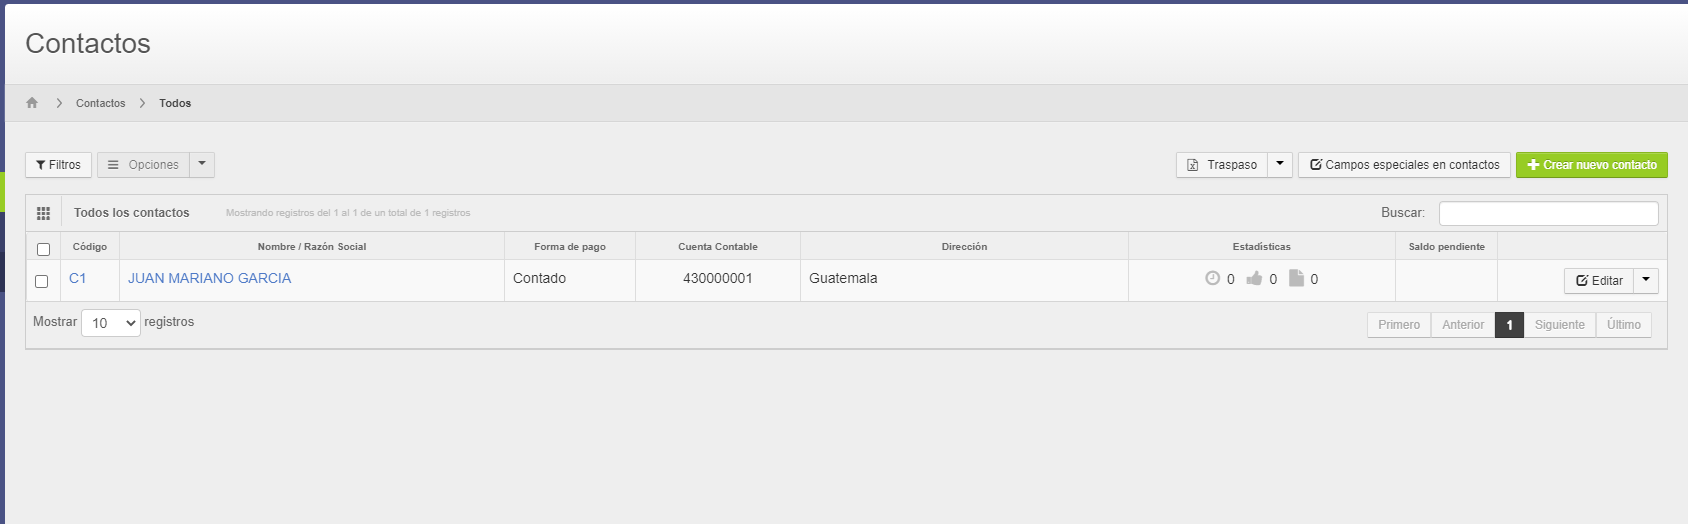 Contactos
Contactos Todos
Filtros Opciones Traspaso Campos especiales en contactos Crear nuevo contacto
Todos los contactos Mostrando registros del 1 al 1 de un total de 1 registros Buscar:
Código Nombre / Razón Social Forma de pago Cuenta Contable Dirección Estadísticas Saldo pendiente
C1 JUAN MARIANO GARCIA Contado 430000001 Guatemala 0 0 0 Editar
Mostrar 10 registros Primero Anterior 1 Siguiente Último